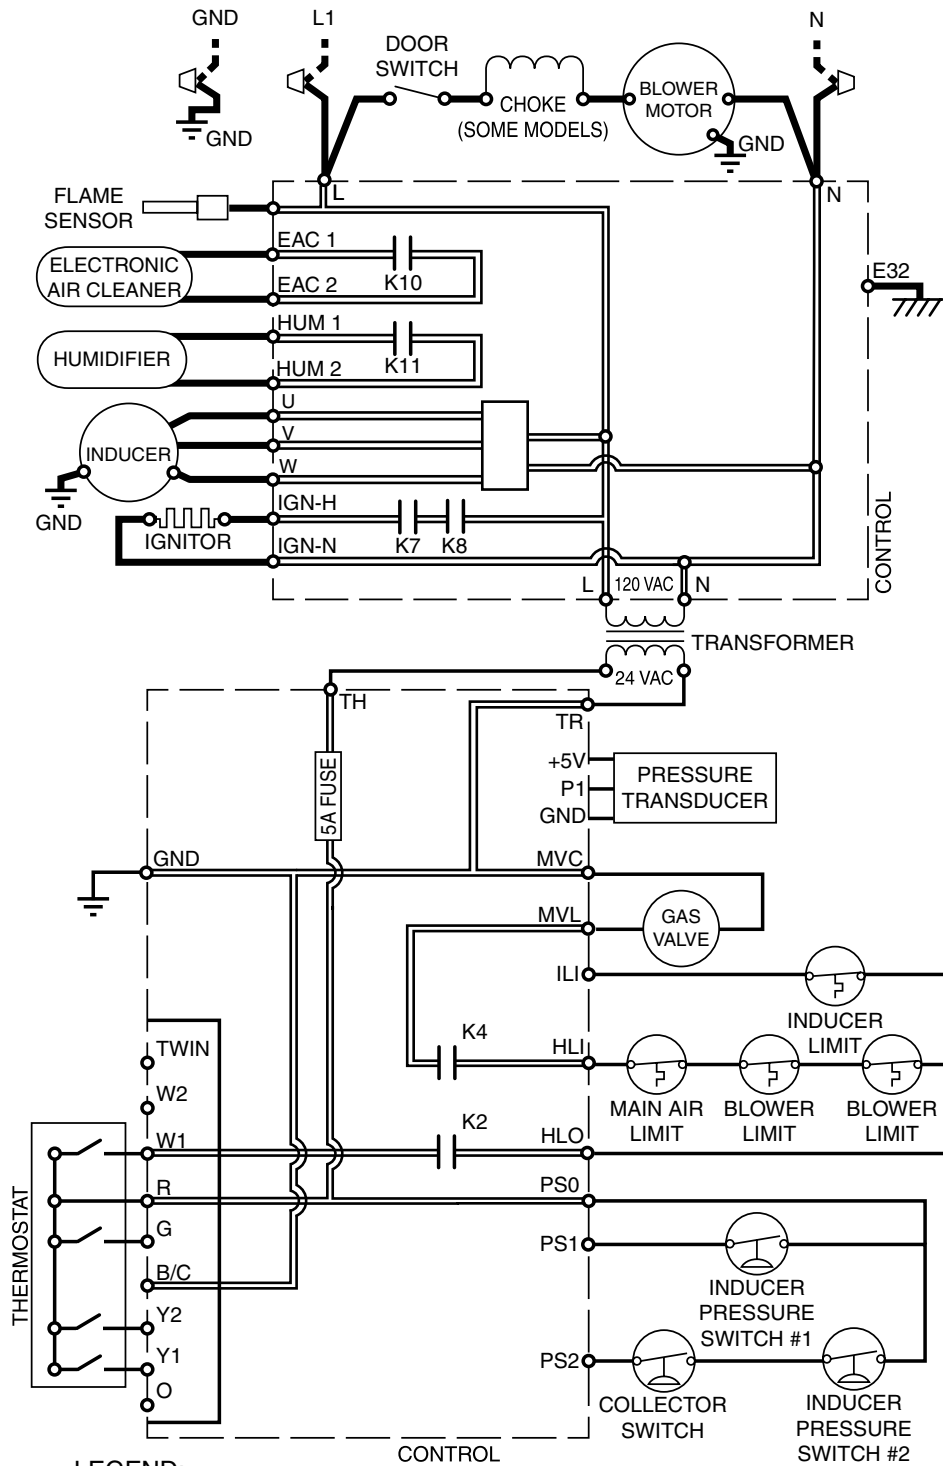 GND
L1
N
DOOR
SWITCH
CHOKE
(SOME MODELS)
BLOWER
MOTOR
GND
GND
L
N
FLAME
SENSOR
EAC 1
ELECTRONIC
AIR CLEANER
K10
EAC 2
E32
HUM 1
HUMIDIFIER
K11
HUM 2
U
V
INDUCER
W
GND
IGN-H
IGNITOR
K7
K8
IGN-N
CONTROL
L
120 VAC
N
TRANSFORMER
24 VAC
TH
TR
5A FUSE
+5V
P1
GND
PRESSURE
TRANSDUCER
GND
MVC
MVL
GAS
VALVE
ILI
INDUCER
LIMIT
K4
HLI
MAIN AIR
LIMIT
BLOWER
LIMIT
BLOWER
LIMIT
TWIN
W2
W1
K2
HLO
THERMOSTAT
R
PS0
G
PS1
INDUCER
PRESSURE
SWITCH #1
B/C
Y2
Y1
O
PS2
COLLECTOR
SWITCH
INDUCER
PRESSURE
SWITCH #2
CONTROL
LEGEND: